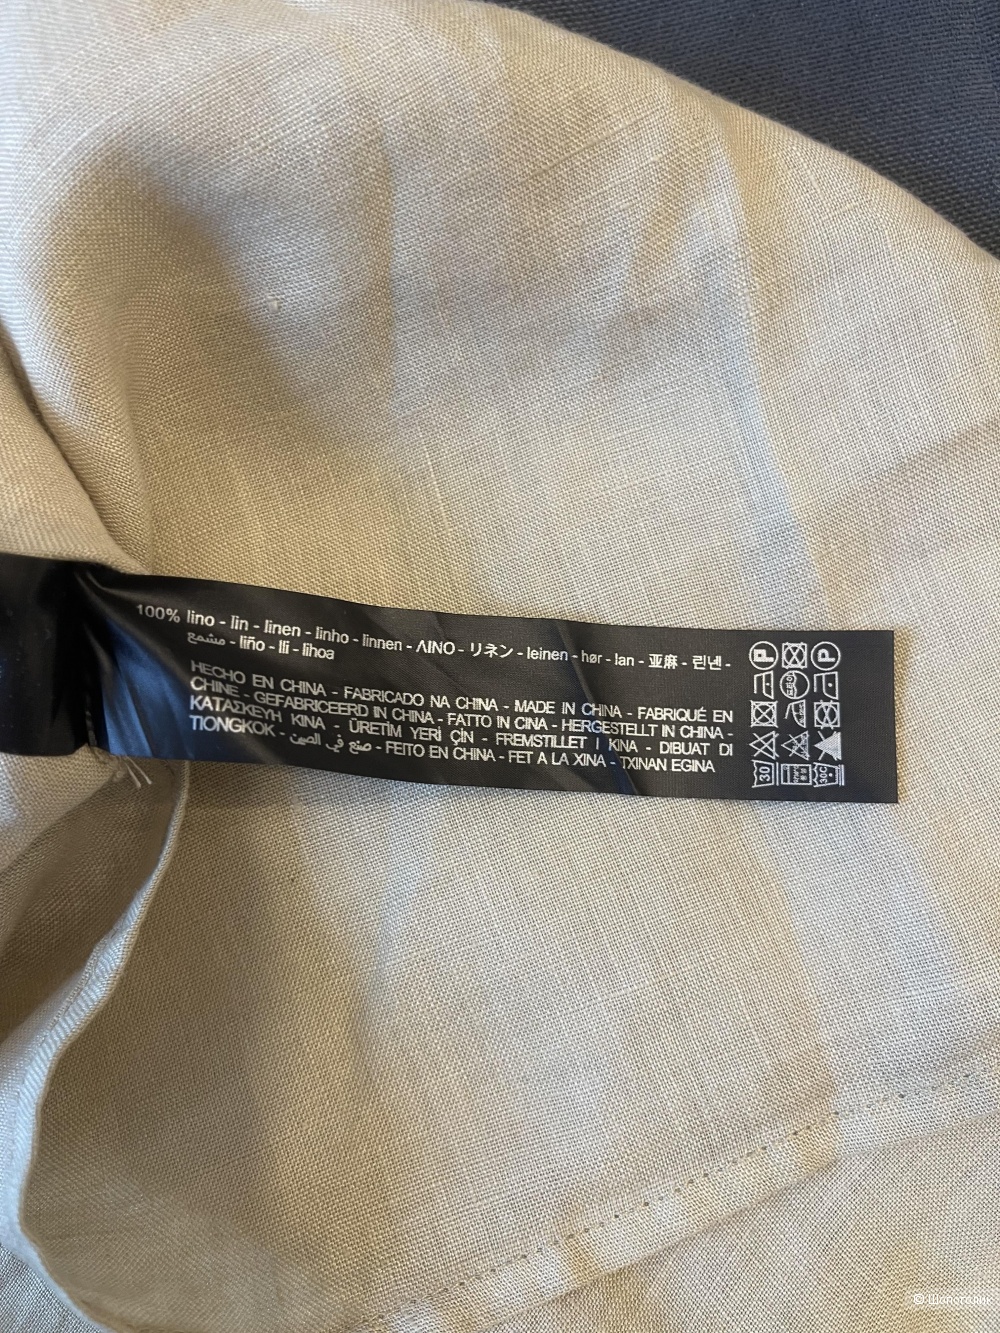 100% lino - lin - linen - linho - linnen - ΛΙΝΟ - リネン - leinen - hør - lan - 亚麻 - 린넨 -
مشمع - liño - lli - lihoa
HECHO EN CHINA - FABRICADO NA CHINA - MADE IN CHINA - FABRIQUÉ EN
CHINE - GEFABRICEERD IN CHINA - FATTO IN CINA - HERGESTELLT IN CHINA -
ΚΑΤΑΣΚΕΥΗ ΚΙΝΑ - ÜRETİM YERİ ÇİN - FREMSTILLET I KINA - DIBUAT DI
TIONGKOK - صنع في الصين - FEITO EN CHINA - FET A LA XINA - TXINAN EGINA
P P
30 30C
© Шопоголик